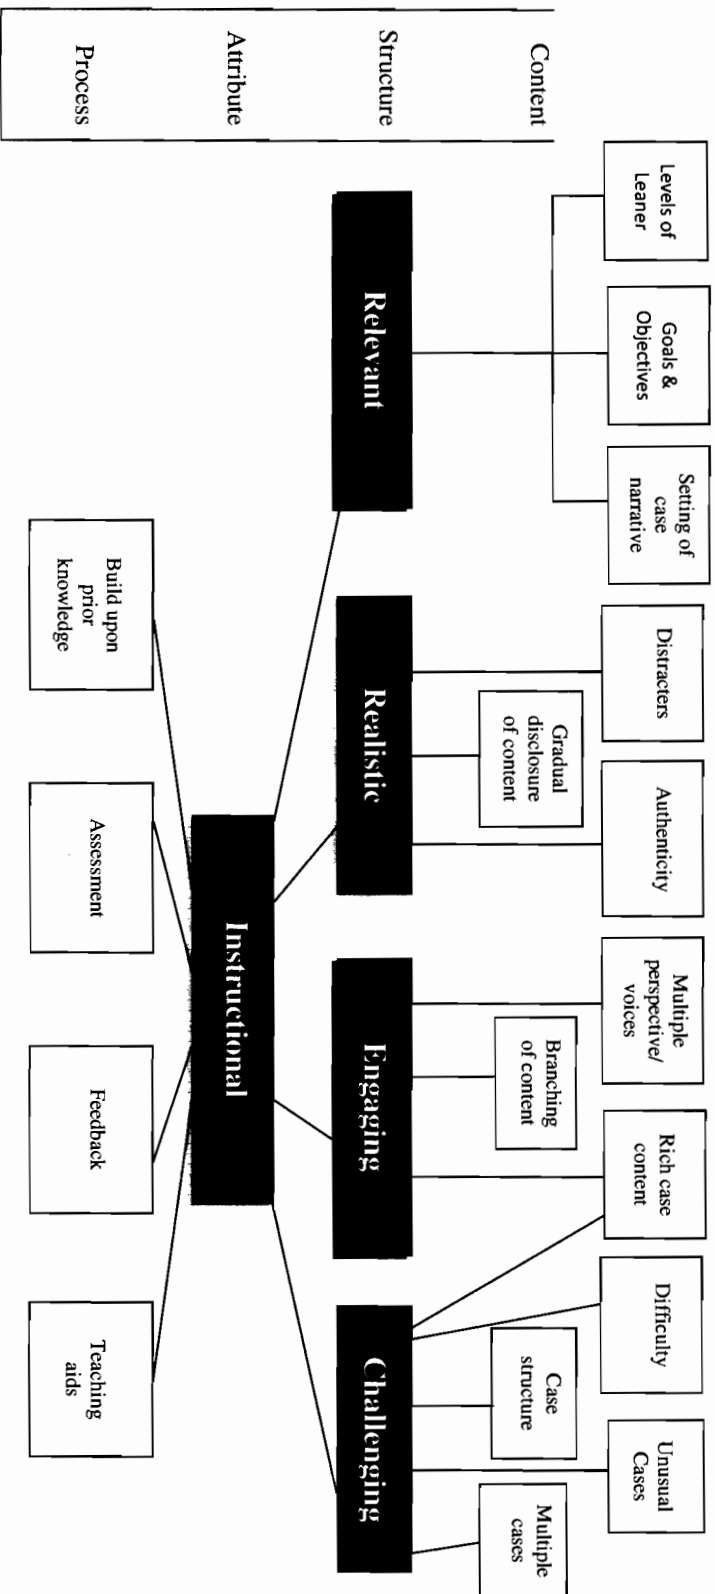 Content
Structure
Attribute
Process
Levels of
Leaner
Goals &
Objectives
Setting of
case
narrative
Distracters
Authenticity
Multiple
perspective/
voices
Rich case
content
Difficulty
Unusual
Cases
Gradual
disclosure
of content
Branching
of content
Case
structure
Multiple
cases
Relevant
Realistic
Engaging
Challenging
Instructional
Build upon
prior
knowledge
Assessment
Feedback
Teaching
aids